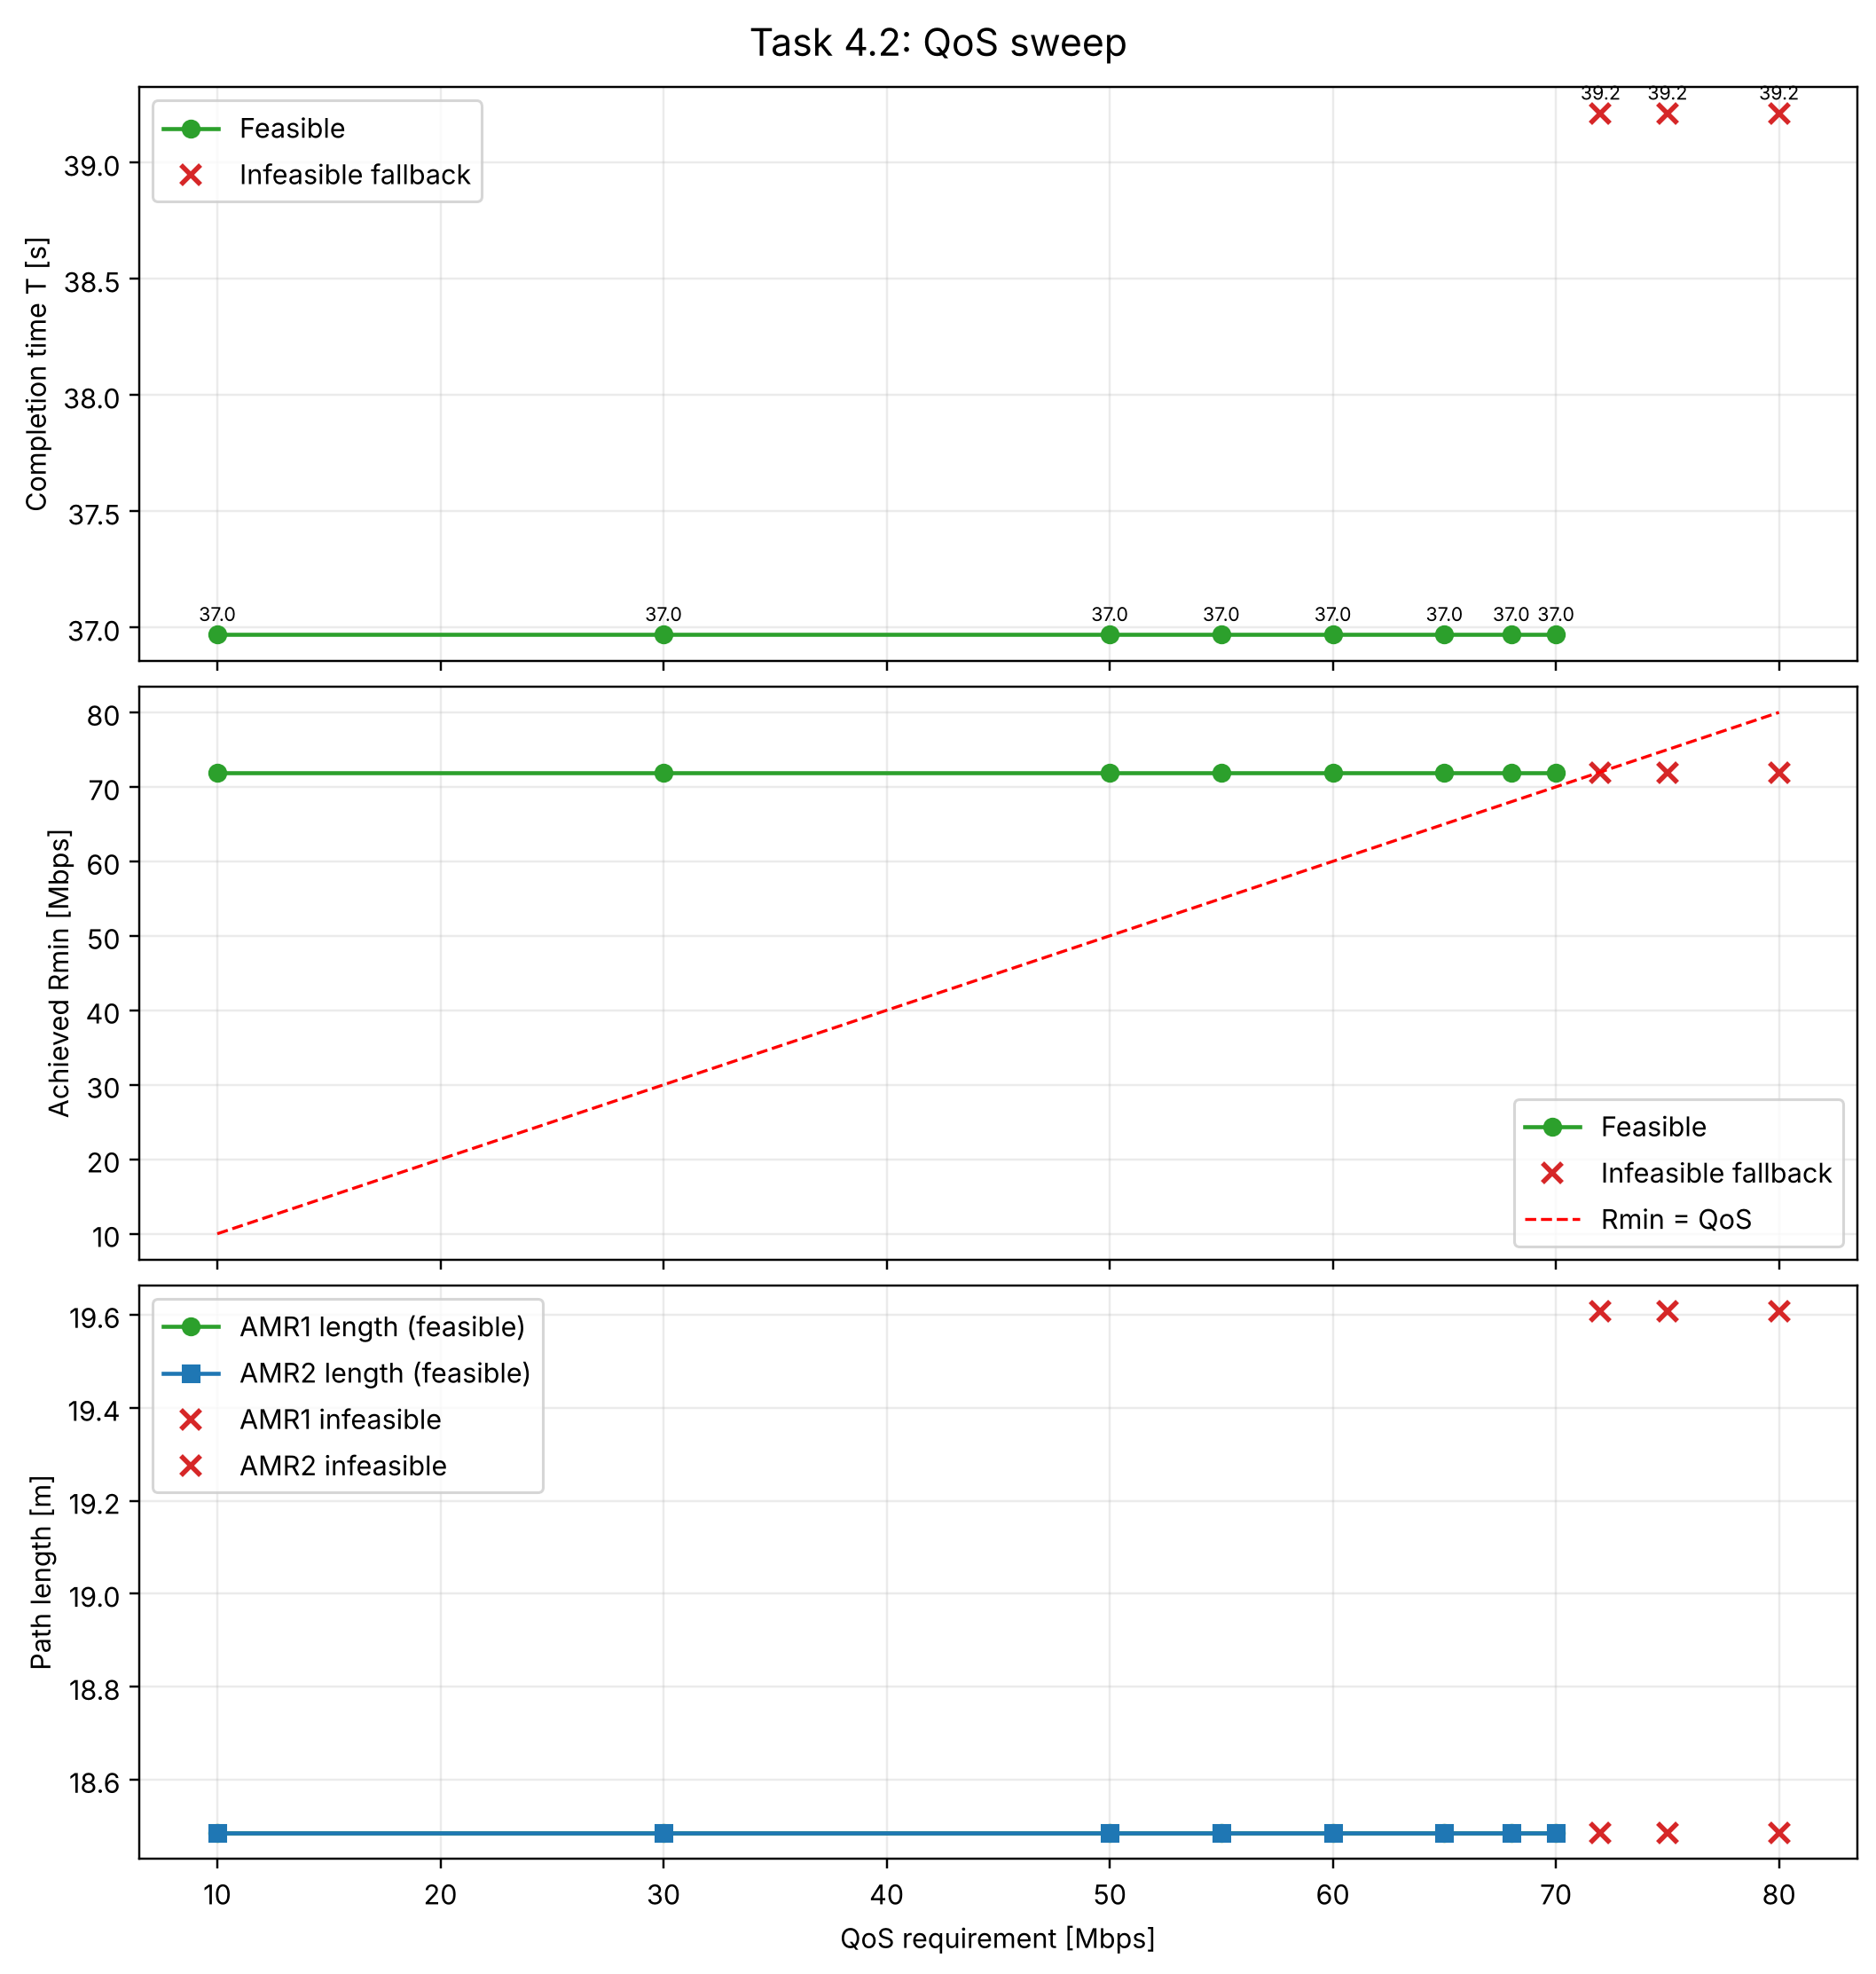 Task 4.2: QoS sweep
Completion time T [s]
39.0
38.5
38.0
37.5
37.0
Feasible
Infeasible fallback
39.2 39.2 39.2
37.0 37.0 37.0 37.0 37.0 37.0 37.0 37.0
Achieved Rmin [Mbps]
80
70
60
50
40
30
20
10
Feasible
Infeasible fallback
Rmin = QoS
Path length [m]
19.6
19.4
19.2
19.0
18.8
18.6
AMR1 length (feasible)
AMR2 length (feasible)
AMR1 infeasible
AMR2 infeasible
10 20 30 40 50 60 70 80
QoS requirement [Mbps]